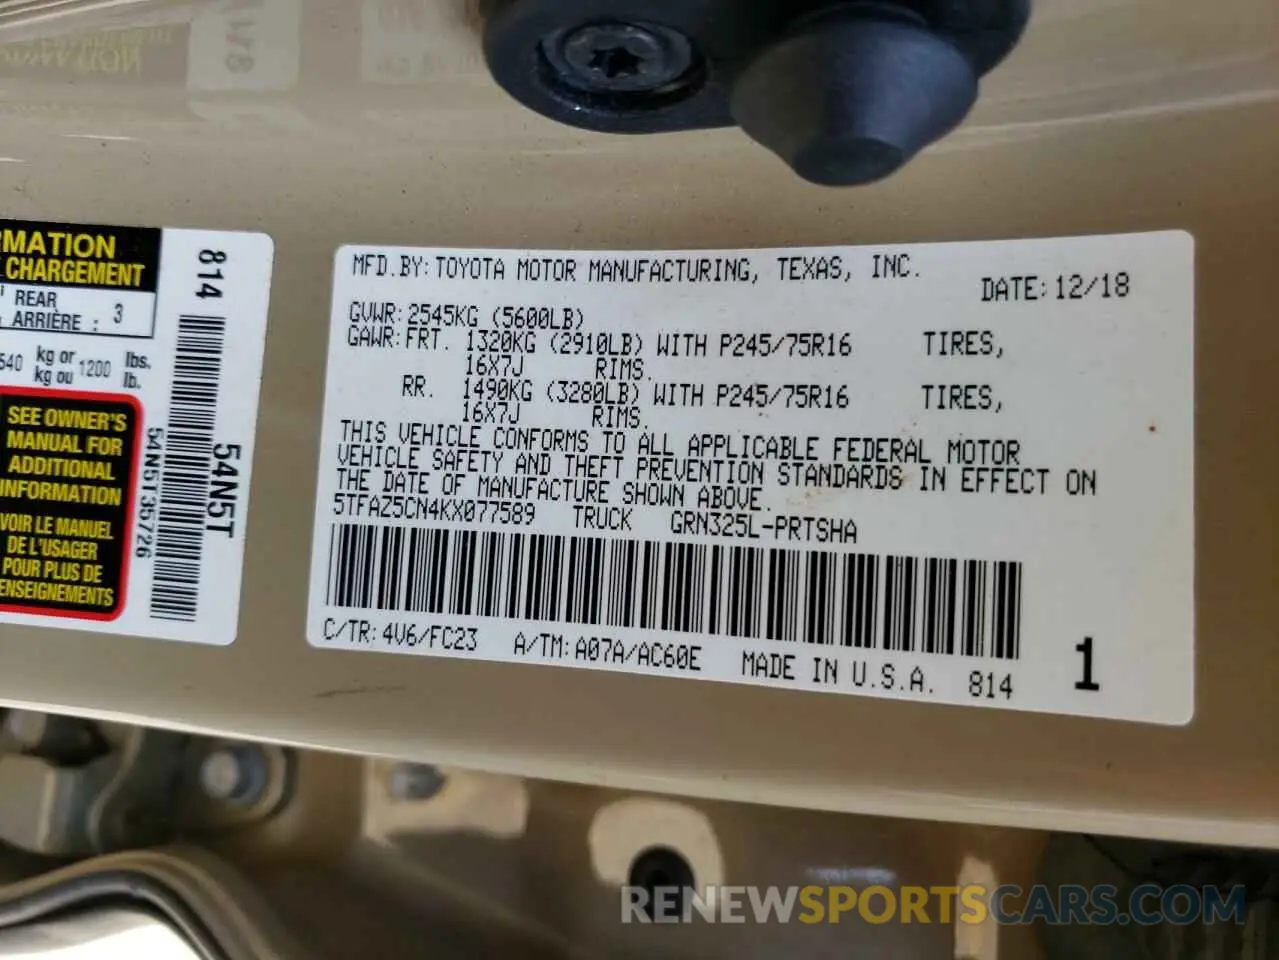 RMATION
CHARGEMENT
REAR
ARRIÈRE : 3
540 kg or 1200 lbs.
kg ou lb.
SEE OWNER'S
MANUAL FOR
ADDITIONAL
INFORMATION
VOIR LE MANUEL
DE L'USAGER
POUR PLUS DE
ENSEIGNEMENTS
814
54N5T
54N6 35726
MFD.BY:TOYOTA MOTOR MANUFACTURING, TEXAS, INC.
DATE:12/18
GVWR:2545KG (5600LB)
GAWR:FRT. 1320KG (2910LB) WITH P245/75R16 TIRES,
16X7J RIMS.
RR. 1490KG (3280LB) WITH P245/75R16 TIRES,
16X7J RIMS.
THIS VEHICLE CONFORMS TO ALL APPLICABLE FEDERAL MOTOR
VEHICLE SAFETY AND THEFT PREVENTION STANDARDS IN EFFECT ON
THE DATE OF MANUFACTURE SHOWN ABOVE.
5TFAZ5CN4KX077589 TRUCK GRN325L-PRTSHA
C/TR:4V6/FC23 A/TM:A07A/AC60E MADE IN U.S.A. 814
1
RENEWSPORTSCARS.COM